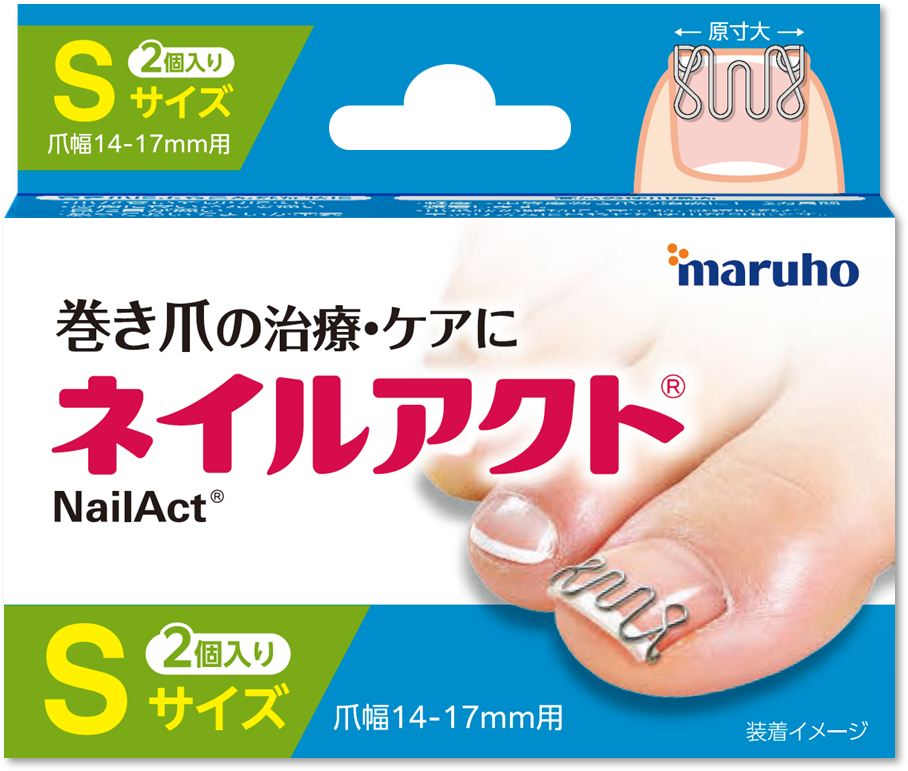 S
2個入り
サイズ
爪幅14-17mm用
原寸大
maruho
巻き爪の治療・ケアに
ネイルアクト®
NailAct®
S
2個入り
サイズ
爪幅14-17mm用
装着イメージ